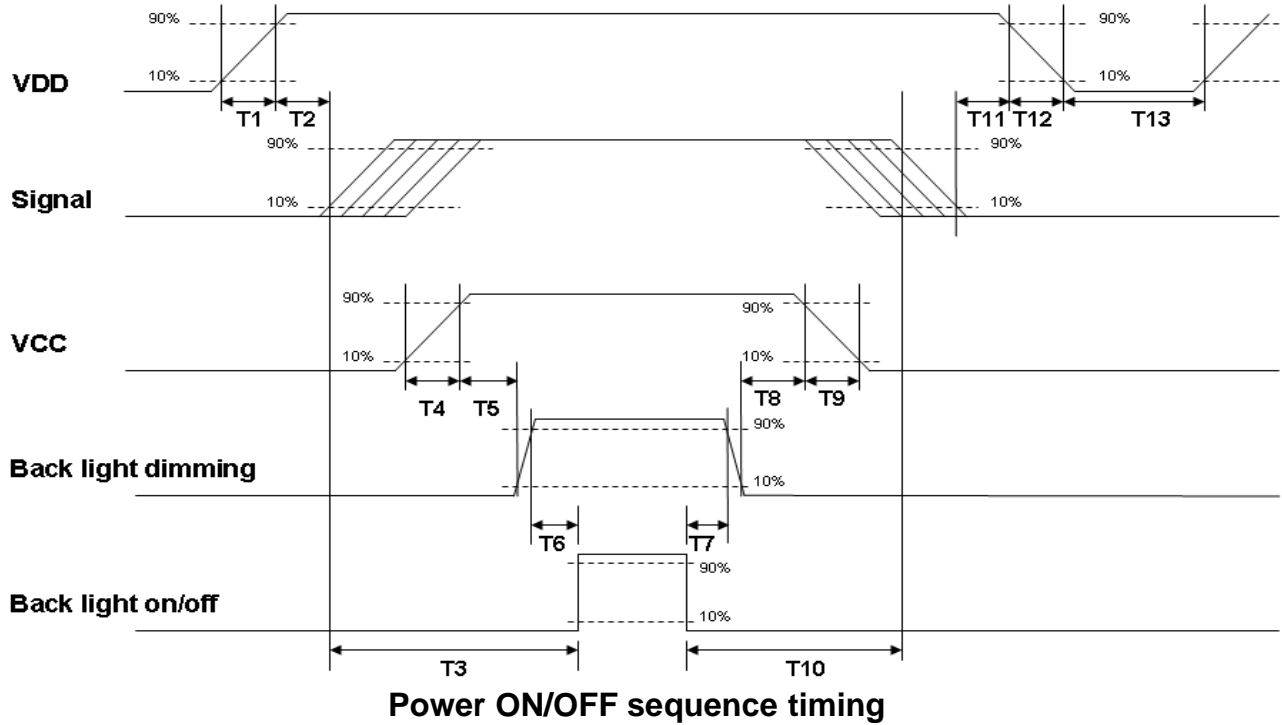 90%
90%
VDD
10%
10%
T1
T2
T11
T12
T13
90%
90%
Signal
10%
10%
90%
90%
VCC
10%
10%
T4
T5
T8
T9
90%
Back light dimming
10%
T6
T7
90%
Back light on/off
10%
T3
T10
Power ON/OFF sequence timing